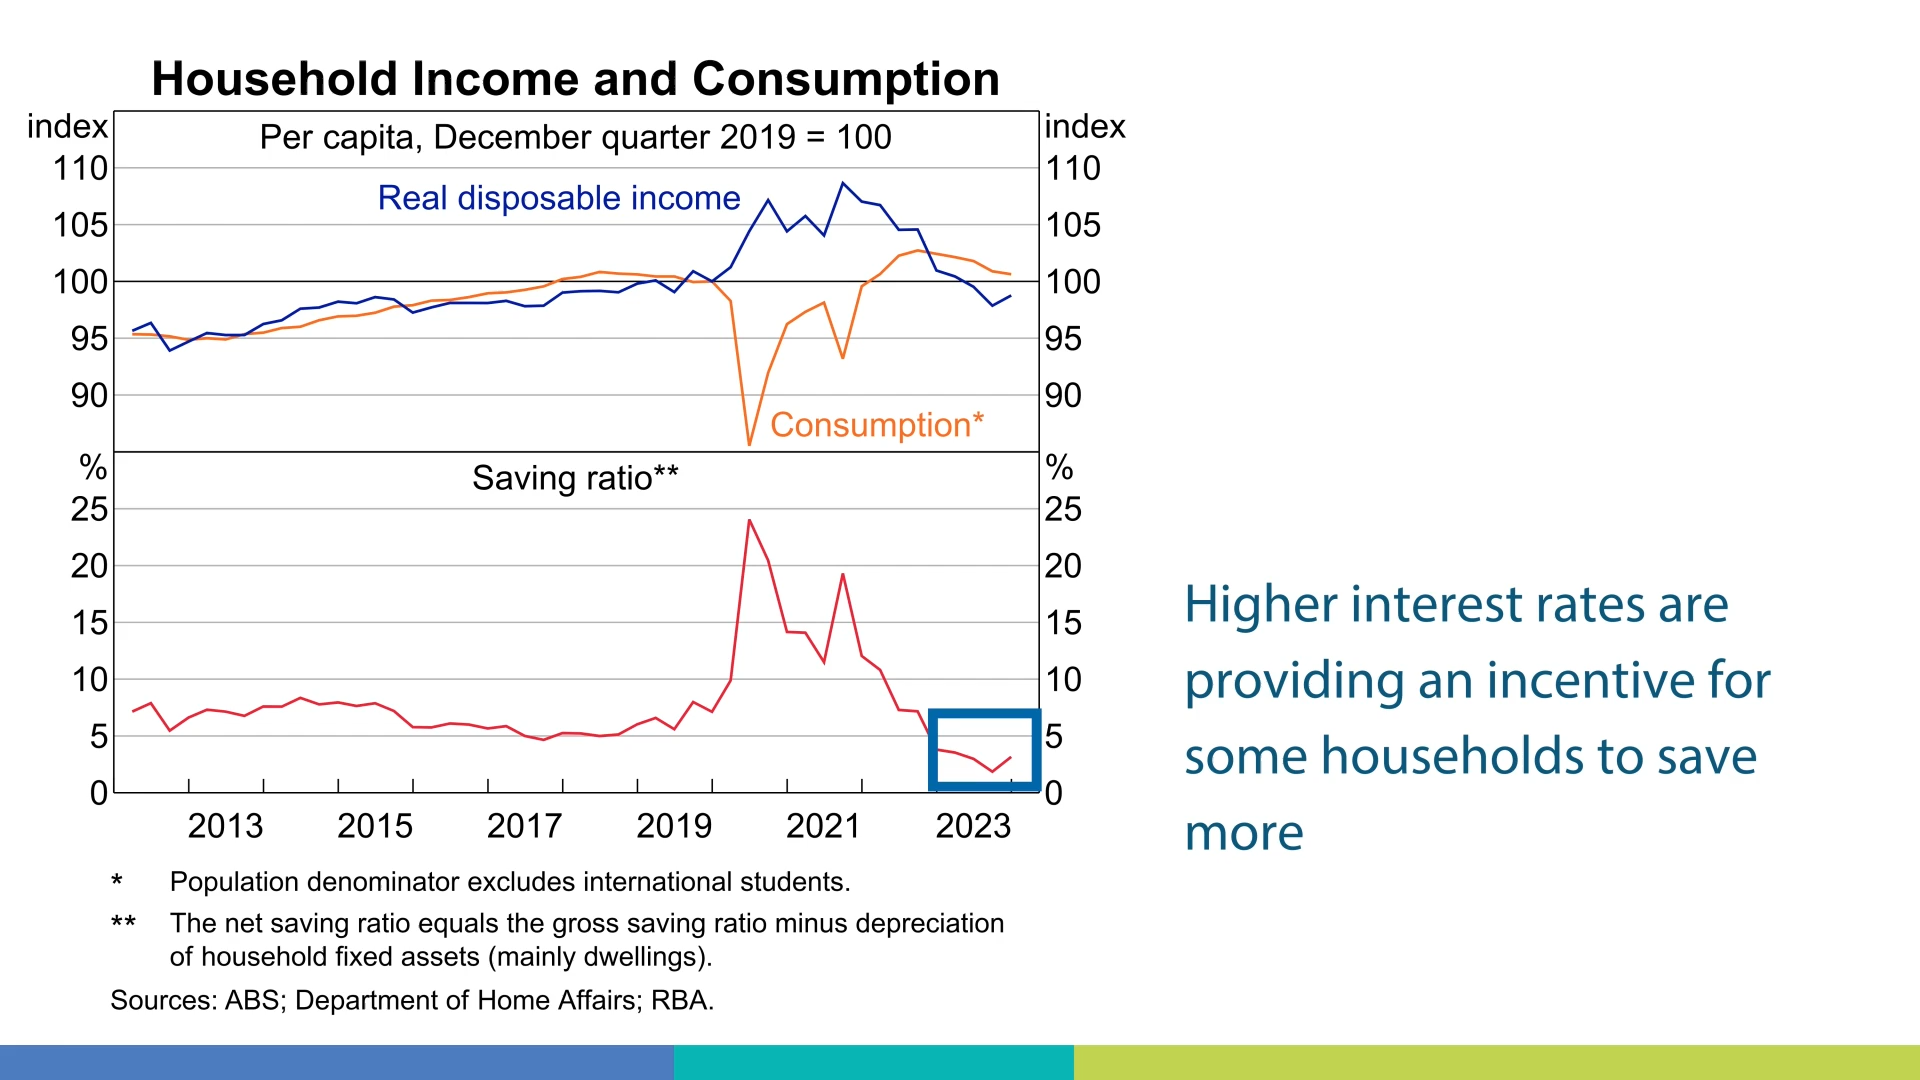 Household Income and Consumption
index
index
Per capita, December quarter 2019 = 100
110
110
Real disposable income
105
105
100
100
95
95
90
90
Consumption*
%
%
Saving ratio**
25
25
20
20
15
15
10
10
5
5
0
0
2013 2015 2017 2019 2021 2023
* Population denominator excludes international students.
** The net saving ratio equals the gross saving ratio minus depreciation
of household fixed assets (mainly dwellings).
Sources: ABS; Department of Home Affairs; RBA.
Higher interest rates are
providing an incentive for
some households to save
more